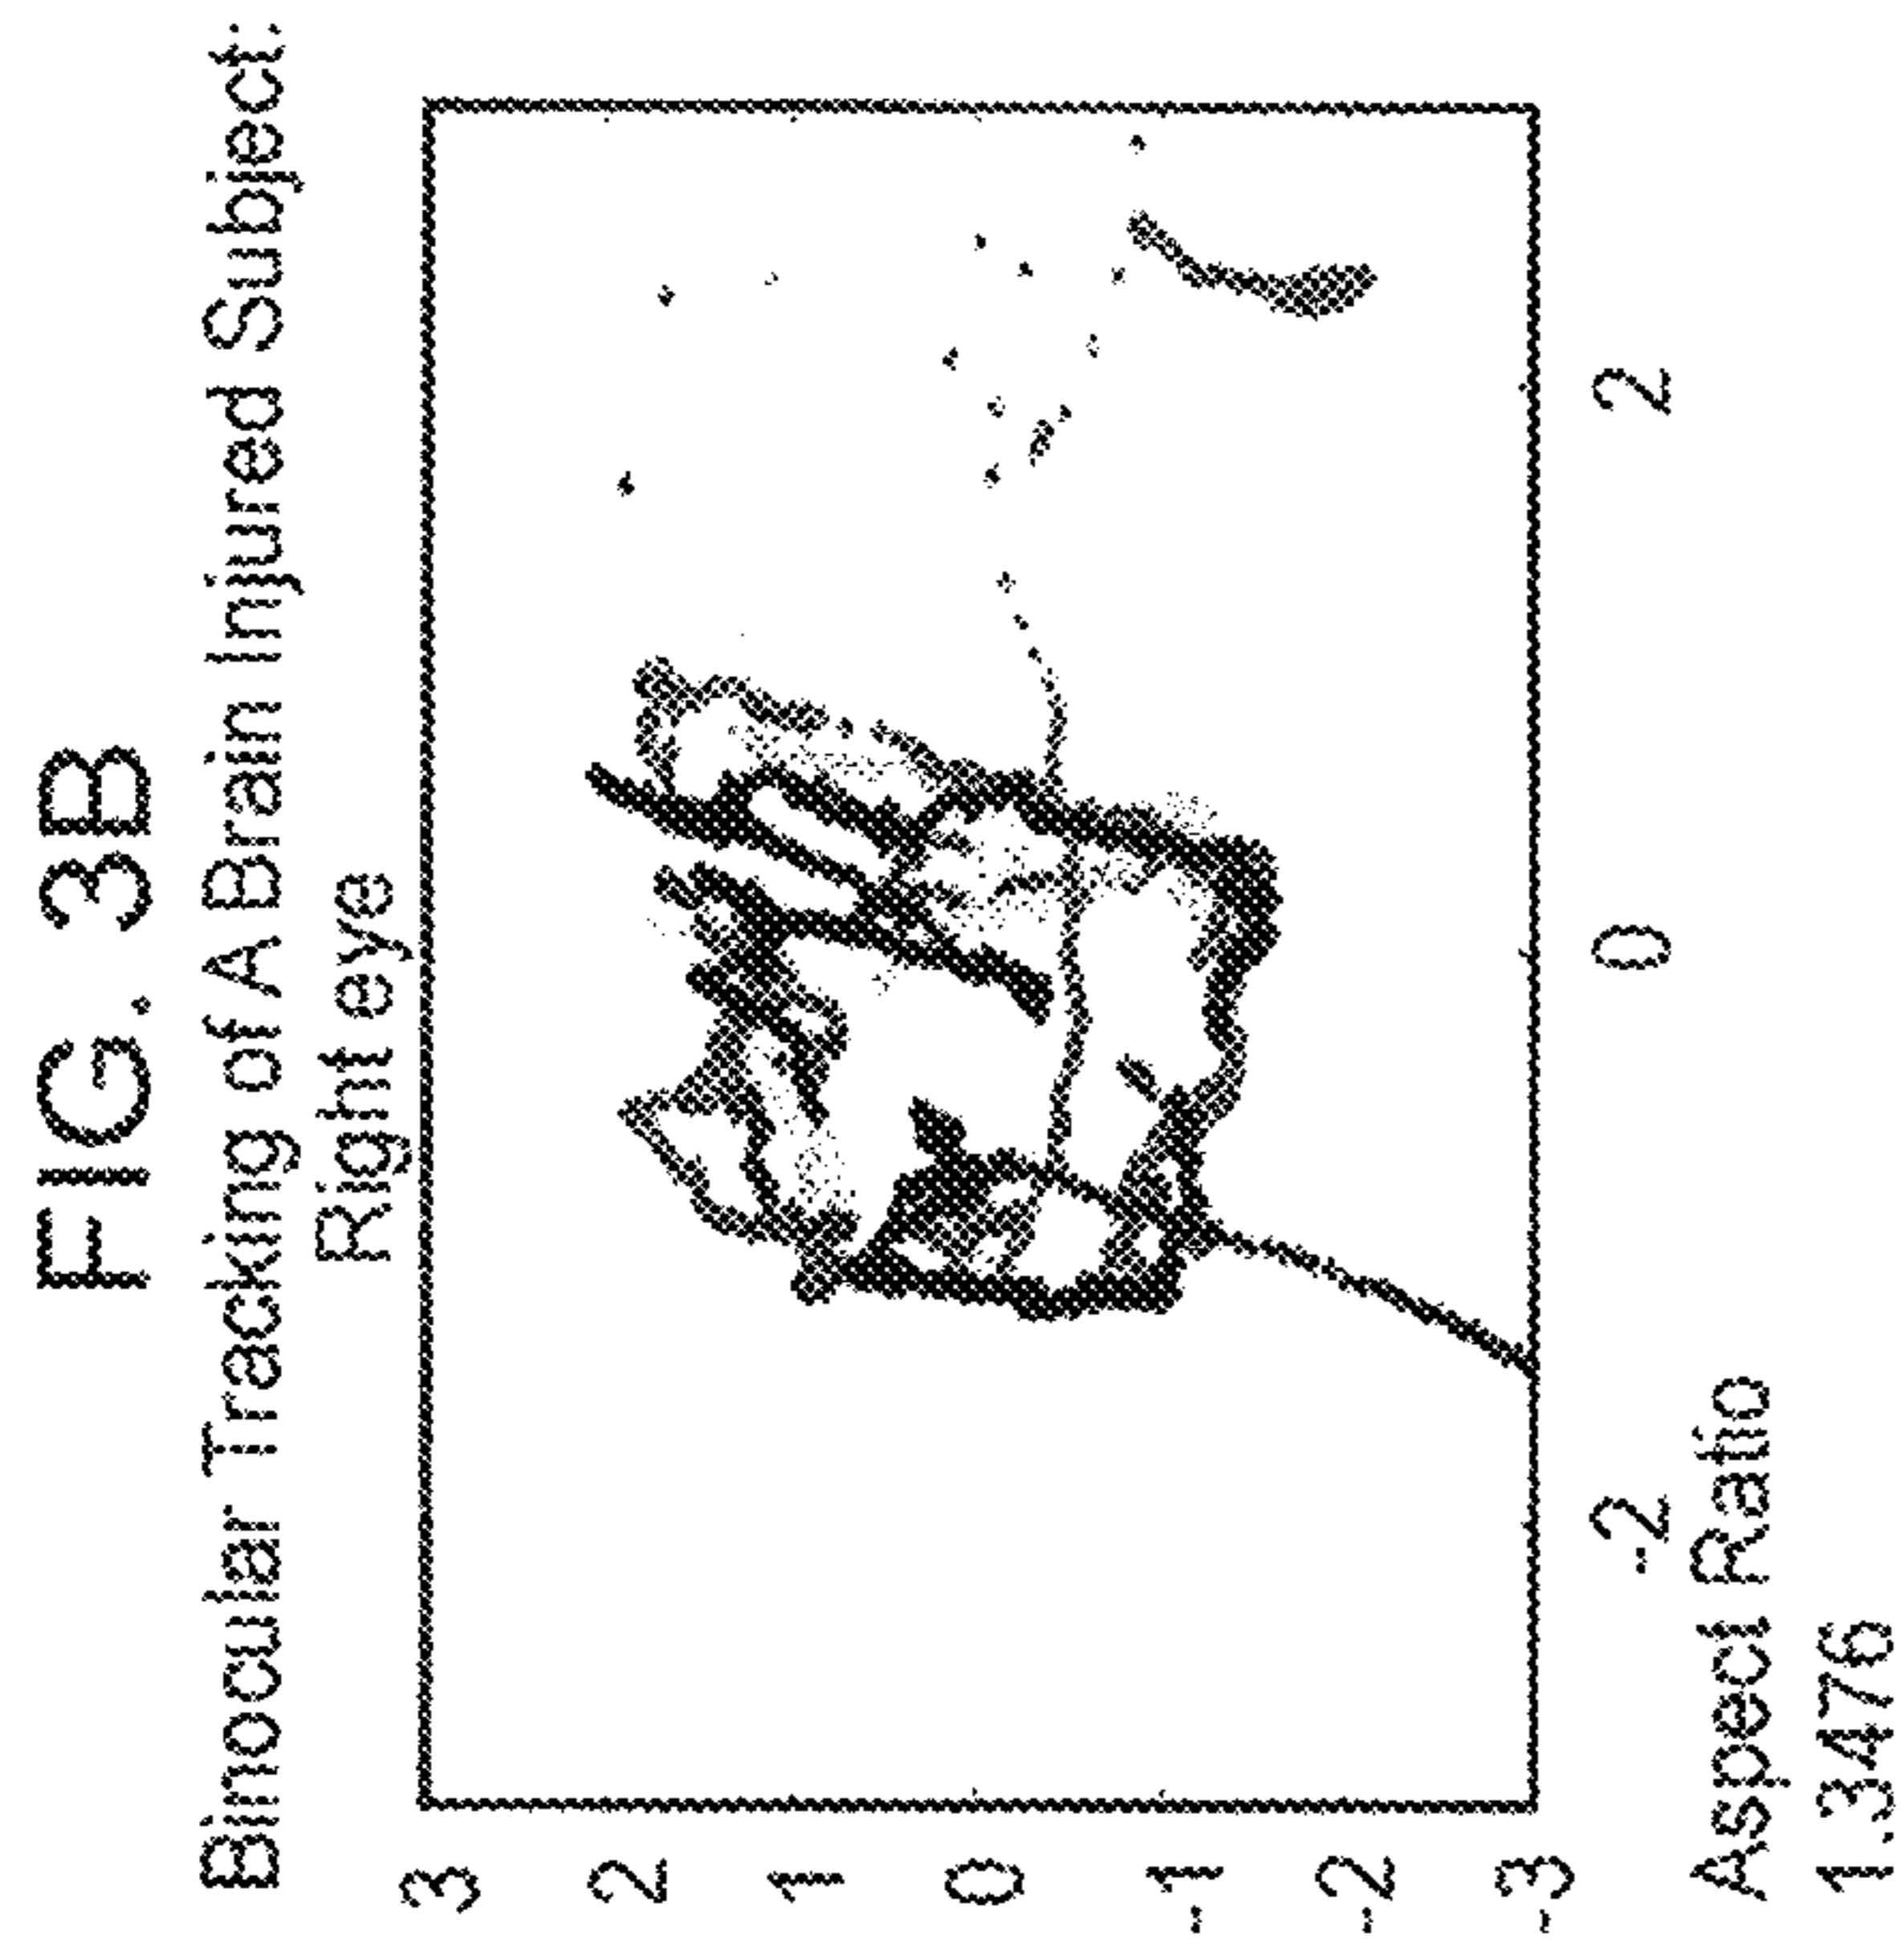 FIG. 3B
Binocular Tracking of A Brain Injured Subject:
Right eye
3
2
1
0
-1
-2
-3
-2 0 2
Aspect Ratio
1.3476